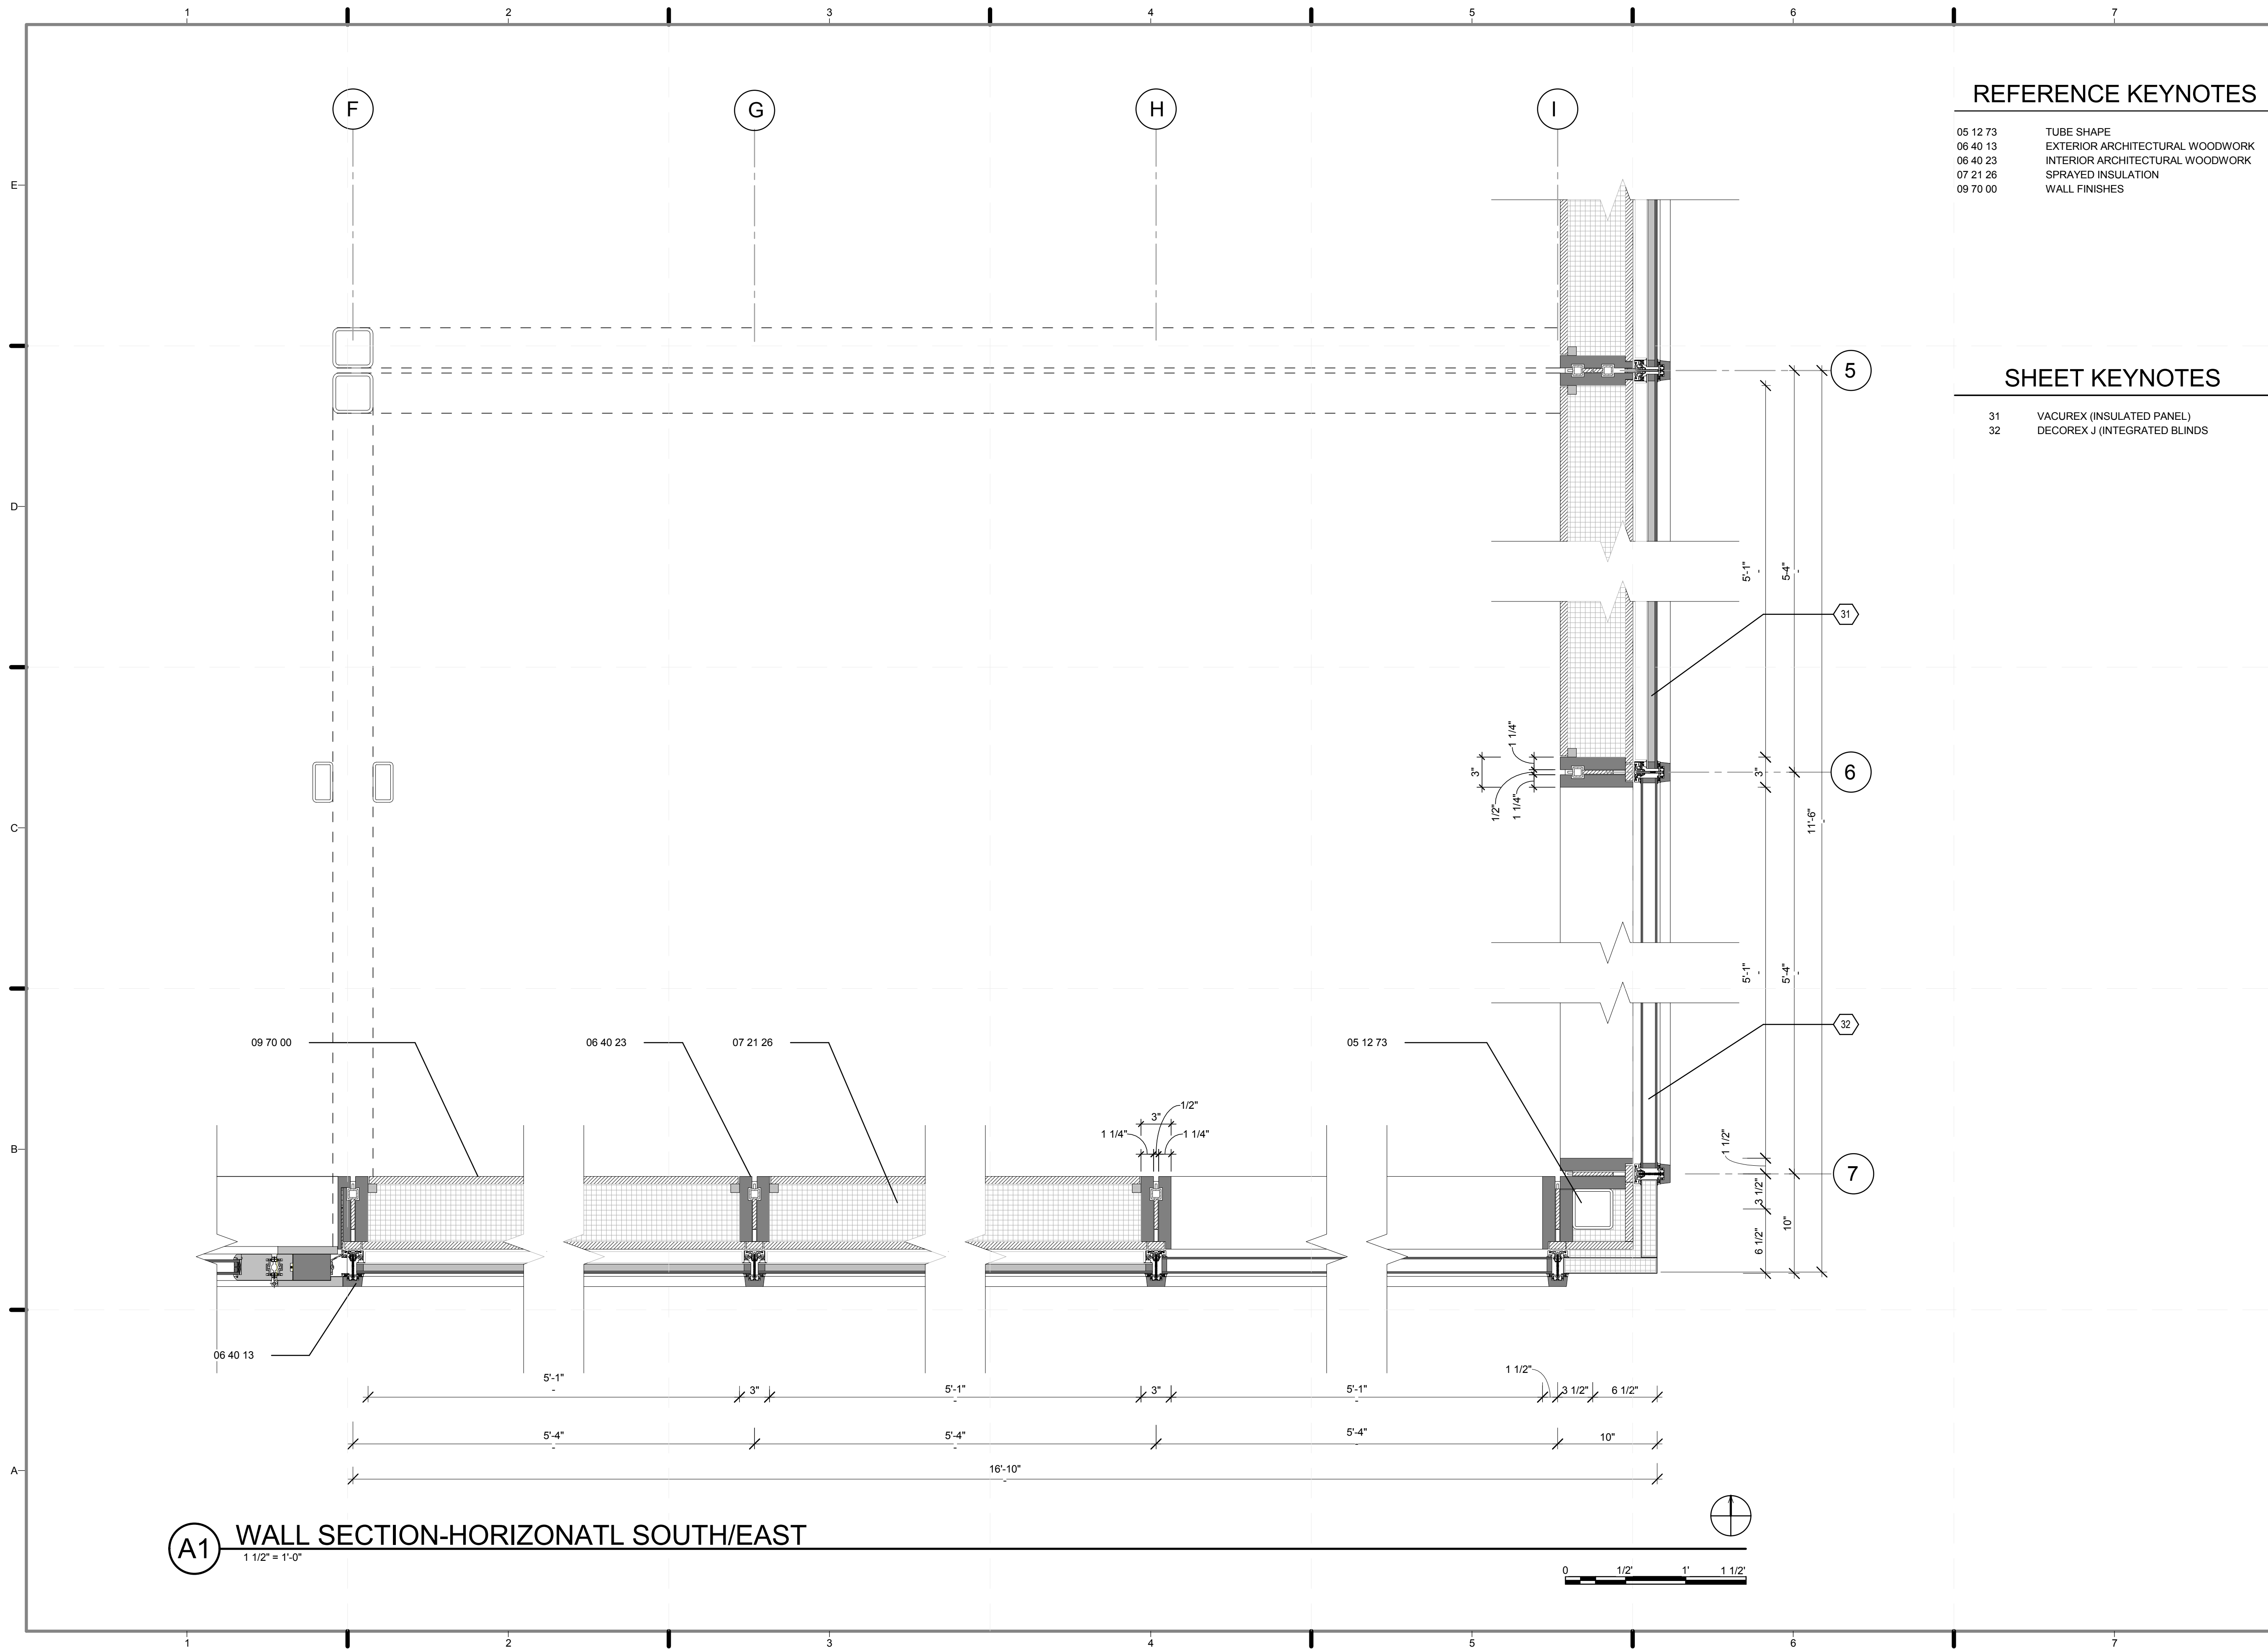 1 2 3 4 5 6 7
F G H I
REFERENCE KEYNOTES
05 12 73 TUBE SHAPE
06 40 13 EXTERIOR ARCHITECTURAL WOODWORK
06 40 23 INTERIOR ARCHITECTURAL WOODWORK
07 21 26 SPRAYED INSULATION
09 70 00 WALL FINISHES
E
5
SHEET KEYNOTES
31 VACUREX (INSULATED PANEL)
32 DECOREX J (INTEGRATED BLINDS
D
5'-1" 5-4"
31
1 1/4"
3" 3" 6
1/2" 1 1/4"
C
11'-6"
5'-1" 5'-4"
32
09 70 00 06 40 23 07 21 26 05 12 73
1/2"
3"
1 1/4" 1 1/4"
1 1/2"
B
7
3 1/2"
10"
6 1/2"
06 40 13
1 1/2"
5'-1" 3" 5'-1" 3" 5'-1" 3 1/2" 6 1/2"
5'-4" 5'-4" 5'-4" 10"
A
16'-10"
A1 WALL SECTION-HORIZONATL SOUTH/EAST
1 1/2" = 1'-0"
0 1/2' 1' 1 1/2'
1 2 3 4 5 6 7